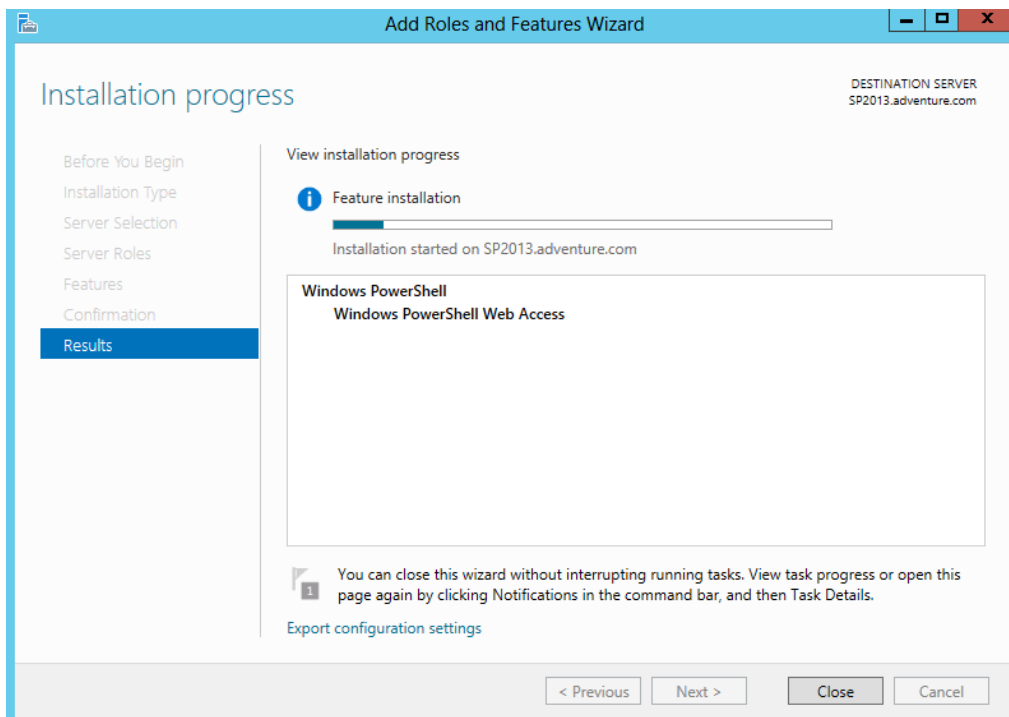 Add Roles and Features Wizard
Installation progress
DESTINATION SERVER
SP2013.adventure.com
Before You Begin
Installation Type
Server Selection
Server Roles
Features
Confirmation
Results
View installation progress
Feature installation
Installation started on SP2013.adventure.com
Windows PowerShell
Windows PowerShell Web Access
1
You can close this wizard without interrupting running tasks. View task progress or open this
page again by clicking Notifications in the command bar, and then Task Details.
Export configuration settings
< Previous
Next >
Close
Cancel